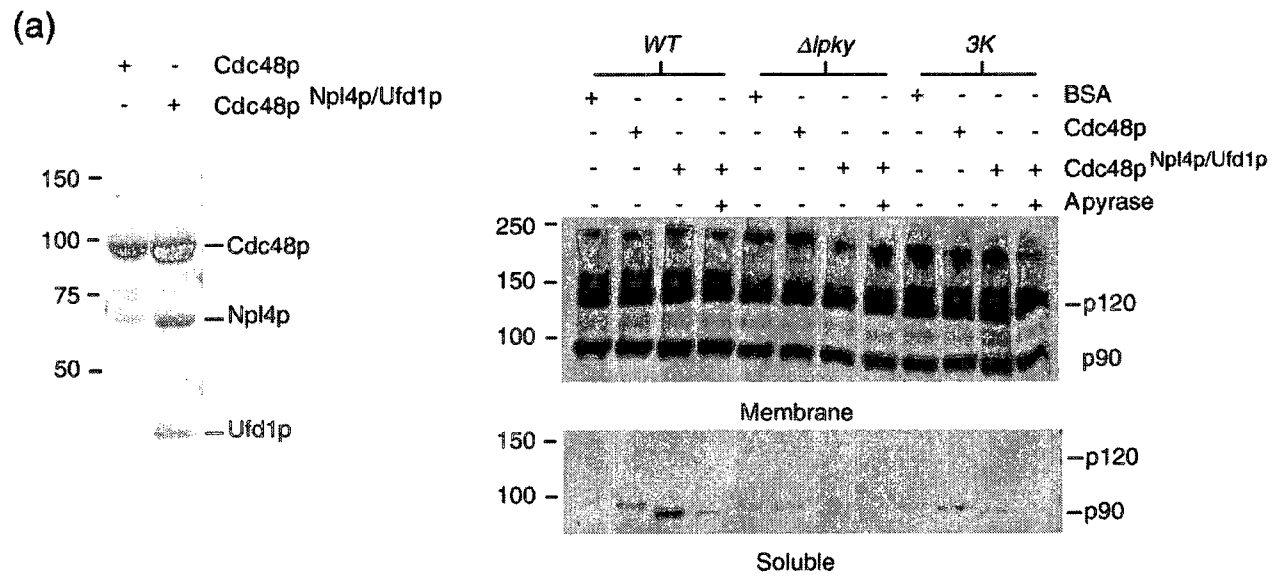 (a)
+ - Cdc48p
- + Cdc48p Npl4p/Ufd1p
150
100
75
50
Cdc48p
Npl4p
Ufd1p
WT Δlpky 3K
+ - - - + - - - + - - - BSA
- + - - - + - - - + - - Cdc48p
- - + + - - + + - - + + Cdc48p Npl4p/Ufd1p
- - - + - - - + - - - + Apyrase
250
150
100
p120
p90
Membrane
150
100
p120
p90
Soluble